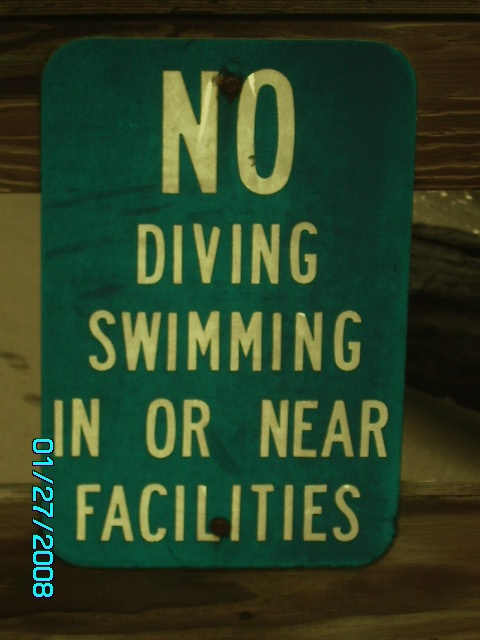 NO
DIVING
SWIMMING
IN OR NEAR
FACILITIES
01/27/2008